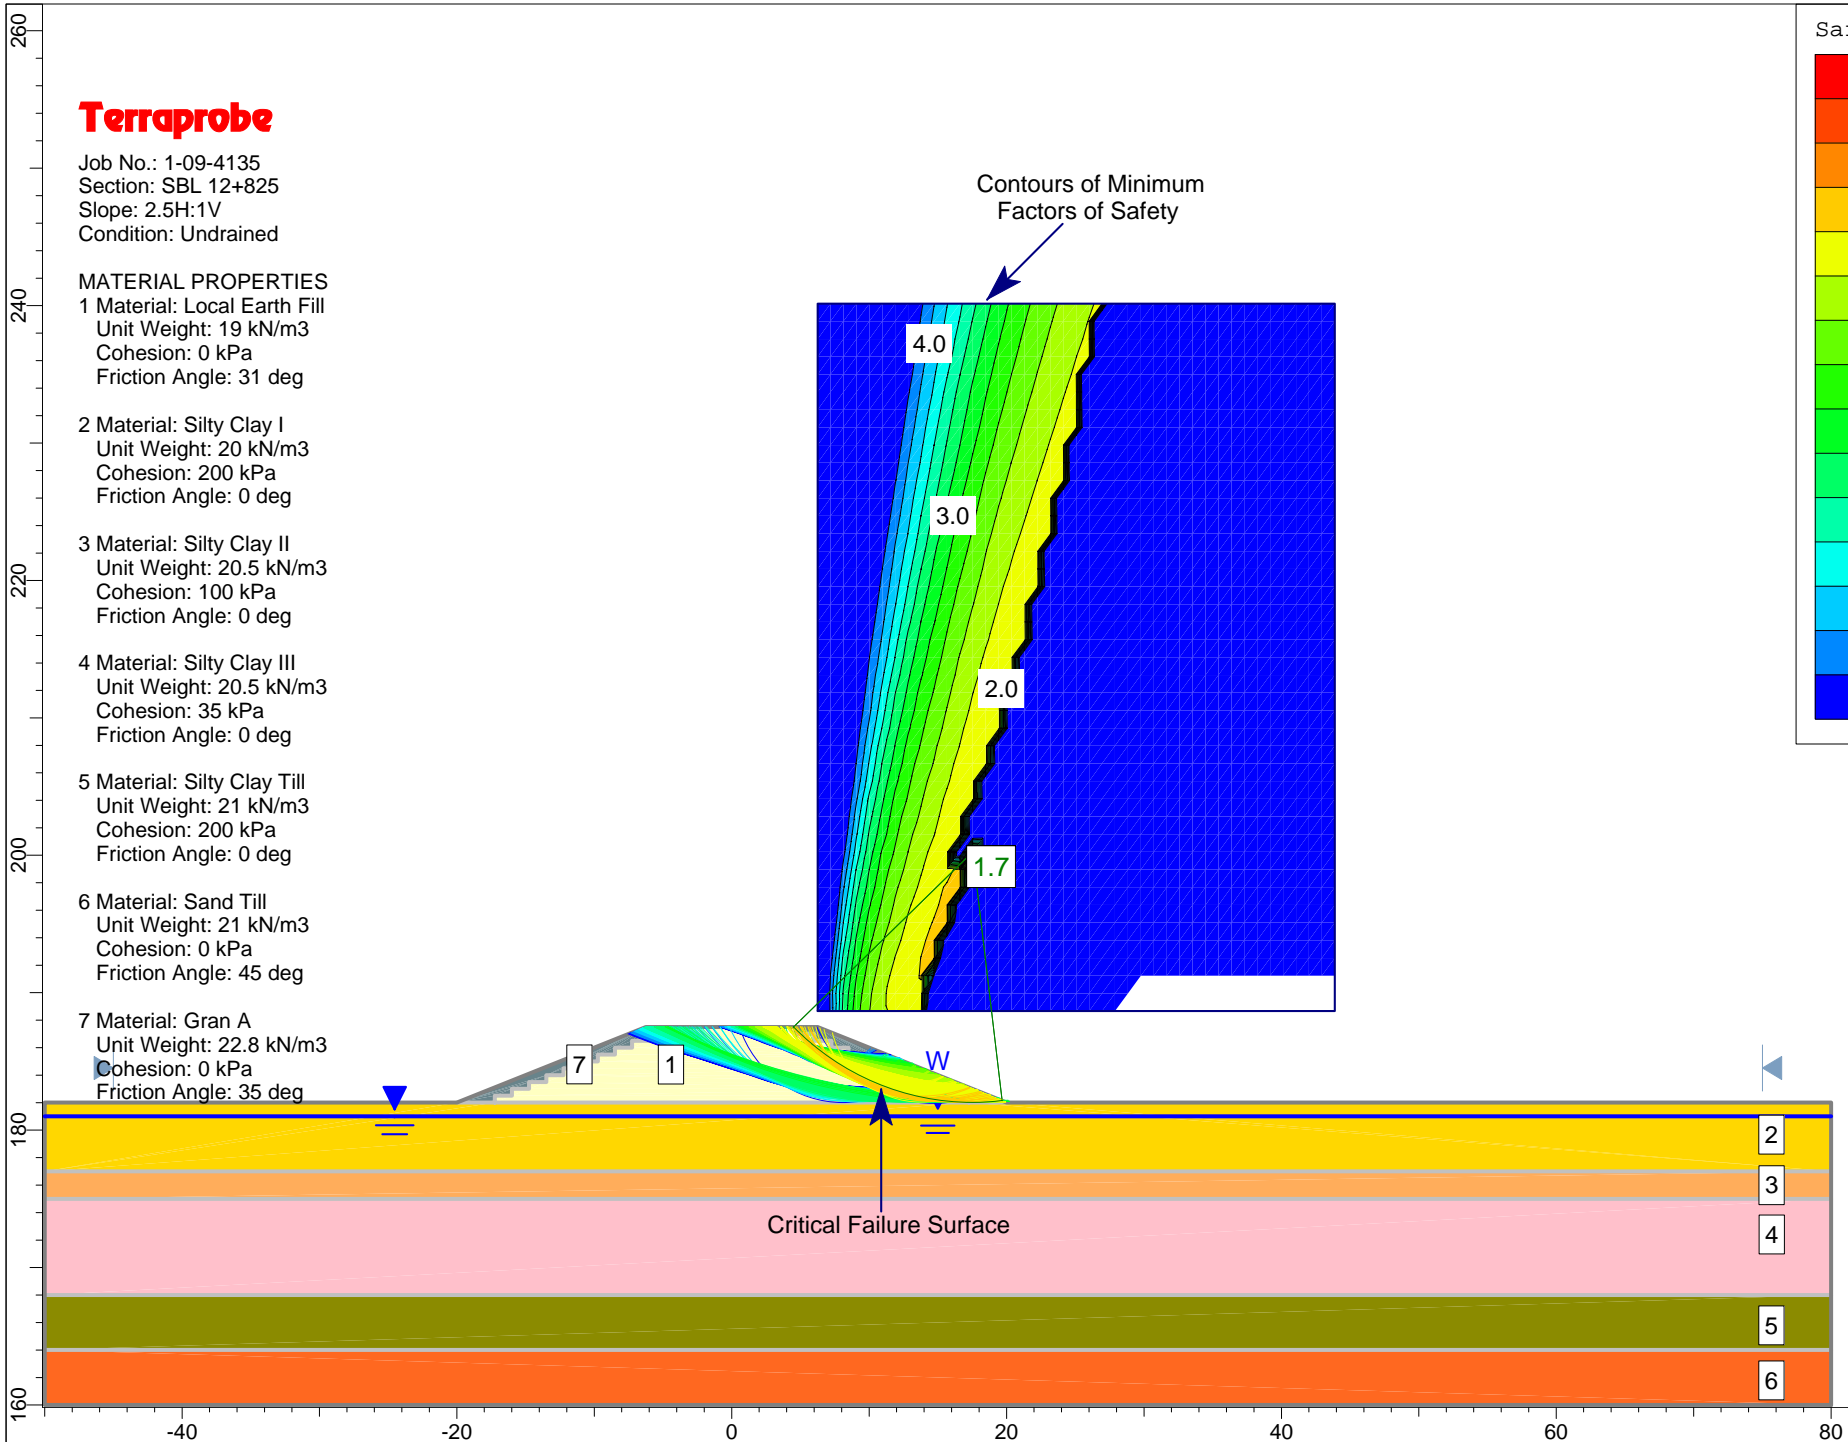 Terraprobe
Job No.: 1-09-4135
Section: SBL 12+825
Slope: 2.5H:1V
Condition: Undrained
MATERIAL PROPERTIES
1 Material: Local Earth Fill
Unit Weight: 19 kN/m3
Cohesion: 0 kPa
Friction Angle: 31 deg
2 Material: Silty Clay I
Unit Weight: 20 kN/m3
Cohesion: 200 kPa
Friction Angle: 0 deg
3 Material: Silty Clay II
Unit Weight: 20.5 kN/m3
Cohesion: 100 kPa
Friction Angle: 0 deg
4 Material: Silty Clay III
Unit Weight: 20.5 kN/m3
Cohesion: 35 kPa
Friction Angle: 0 deg
5 Material: Silty Clay Till
Unit Weight: 21 kN/m3
Cohesion: 200 kPa
Friction Angle: 0 deg
6 Material: Sand Till
Unit Weight: 21 kN/m3
Cohesion: 0 kPa
Friction Angle: 45 deg
7 Material: Gran A
Unit Weight: 22.8 kN/m3
Cohesion: 0 kPa
Friction Angle: 35 deg
Contours of Minimum
Factors of Safety
4.0
3.0
2.0
1.7
7
1
W
Critical Failure Surface
2
3
4
5
6
260
240
220
200
180
160
-40
-20
0
20
40
60
80